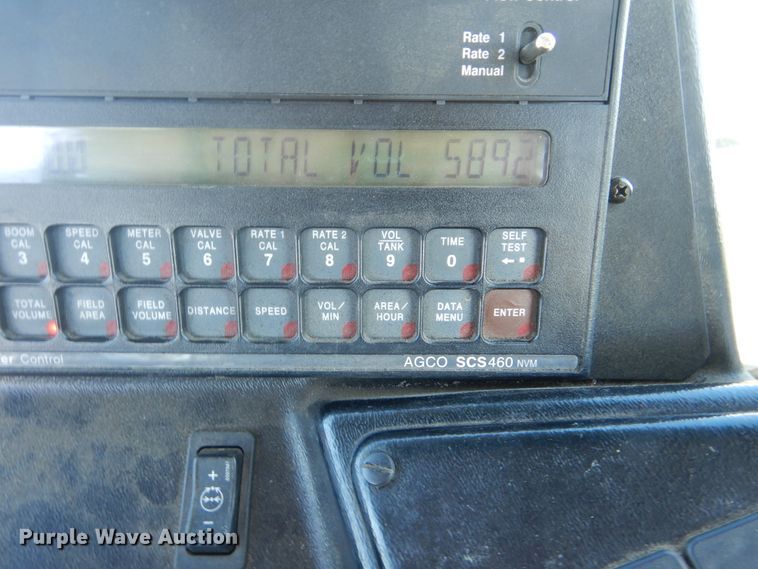 Rate 1
Rate 2
Manual
TOTAL VOL 5892
BOOM CAL 3
SPEED CAL 4
METER CAL 5
VALVE CAL 6
RATE 1 CAL 7
RATE 2 CAL 8
VOL TANK 9
TIME 0
SELF TEST ←
TOTAL VOLUME
FIELD AREA
FIELD VOLUME
DISTANCE
SPEED
VOL/ MIN
AREA/ HOUR
DATA MENU
ENTER
Control
AGCO SCS460 NVM
+
−
Purple Wave Auction